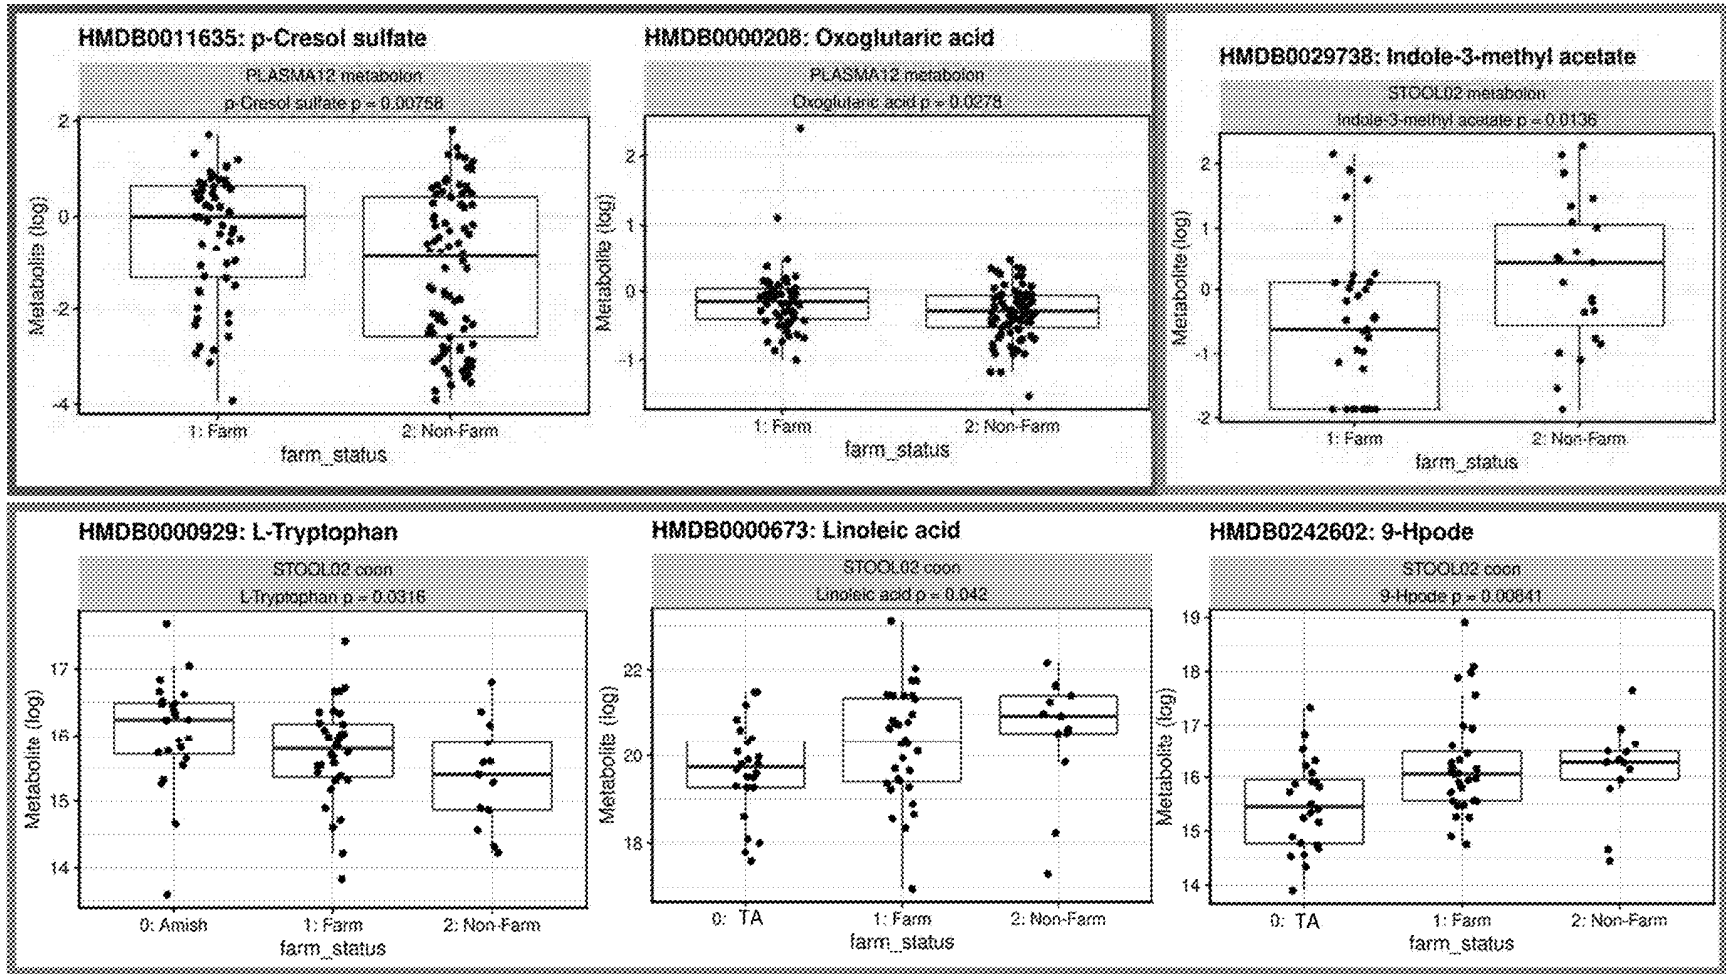 HMDB0011635: p-Cresol sulfate
PLASMA12 metabolon
p-Cresol sulfate p = 0.00758
Metabolite (log)
2
0
-2
-4
1: Farm
2: Non-Farm
farm_status
HMDB0000208: Oxoglutaric acid
PLASMA12 metabolon
Oxoglutaric acid p = 0.0278
Metabolite (log)
2
1
0
-1
1: Farm
2: Non-Farm
farm_status
HMDB0029738: Indole-3-methyl acetate
STOOL02 metabolon
Indole-3-methyl acetate p = 0.0136
Metabolite (log)
2
1
0
-1
-2
1: Farm
2: Non-Farm
farm_status
HMDB0000929: L-Tryptophan
STOOL02 coon
L-Tryptophan p = 0.0316
Metabolite (log)
17
16
15
14
0: Amish
1: Farm
2: Non-Farm
farm_status
HMDB0000673: Linoleic acid
STOOL02 coon
Linoleic acid p = 0.042
Metabolite (log)
22
20
18
0: TA
1: Farm
2: Non-Farm
farm_status
HMDB0242602: 9-Hpode
STOOL02 coon
9-Hpode p = 0.00841
Metabolite (log)
19
18
17
16
15
14
0: TA
1: Farm
2: Non-Farm
farm_status